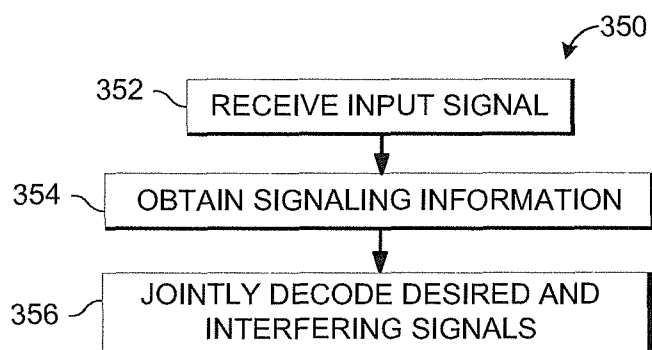 350
352
RECEIVE INPUT SIGNAL
354
OBTAIN SIGNALING INFORMATION
356
JOINTLY DECODE DESIRED AND
INTERFERING SIGNALS